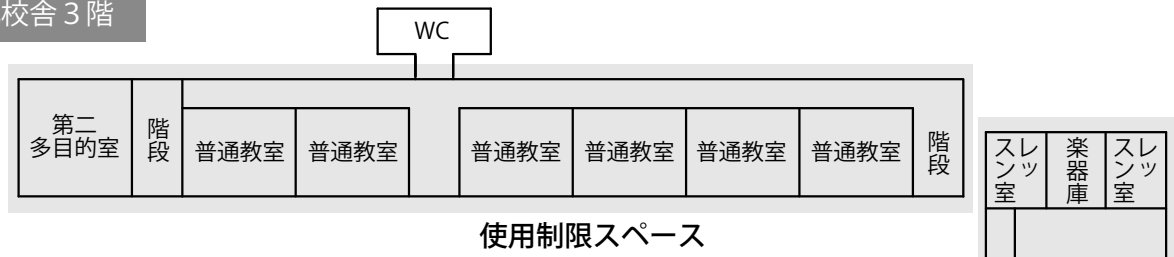 校舎３階
WC
第二
多目的室
階段
普通教室
普通教室
普通教室
普通教室
普通教室
普通教室
階段
使用制限スペース
レッスン室
楽器庫
レッスン室